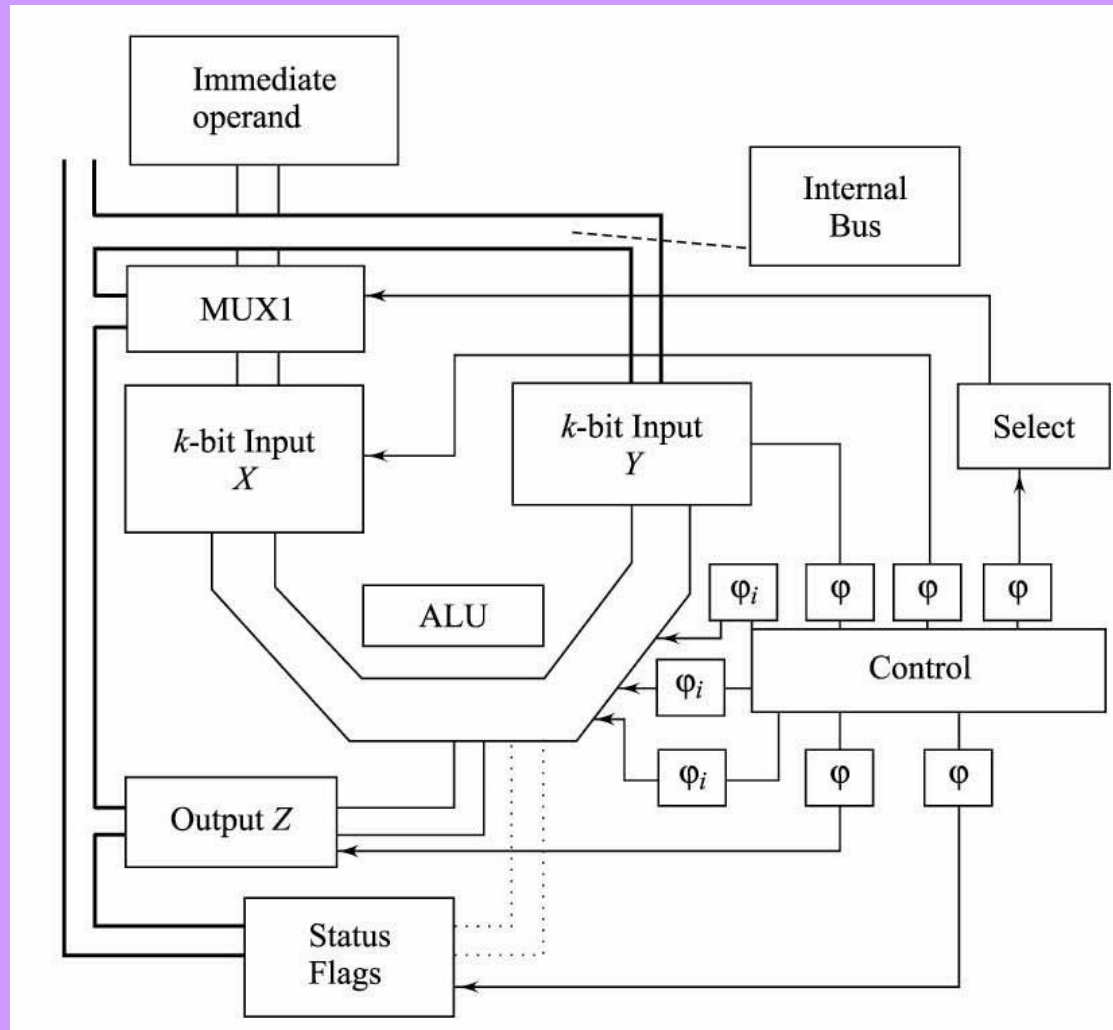 Immediate
operand
Internal
Bus
MUX1
k-bit Input
X
k-bit Input
Y
Select
φi
φ
φ
φ
ALU
Control
φi
φi
φ
φ
Output Z
Status
Flags